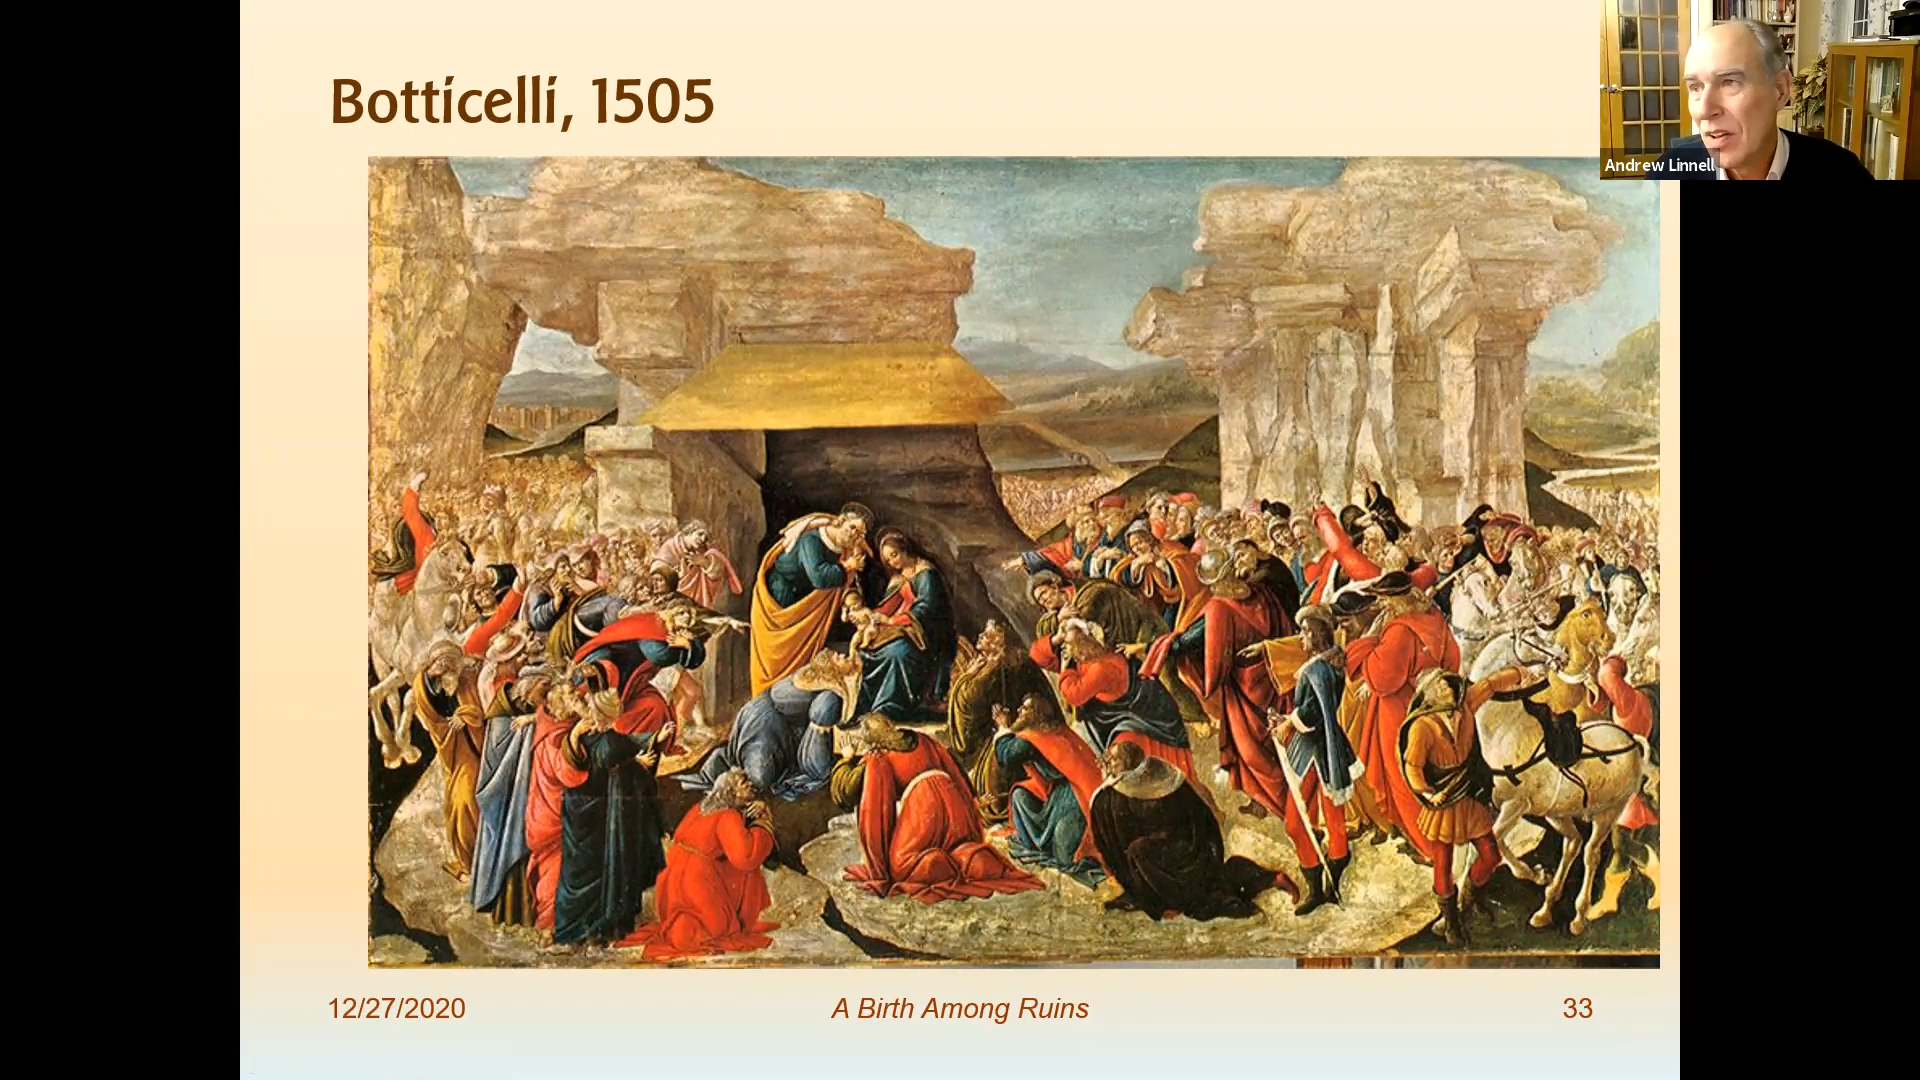 Botticelli, 1505
Andrew Linnell
12/27/2020
A Birth Among Ruins
33